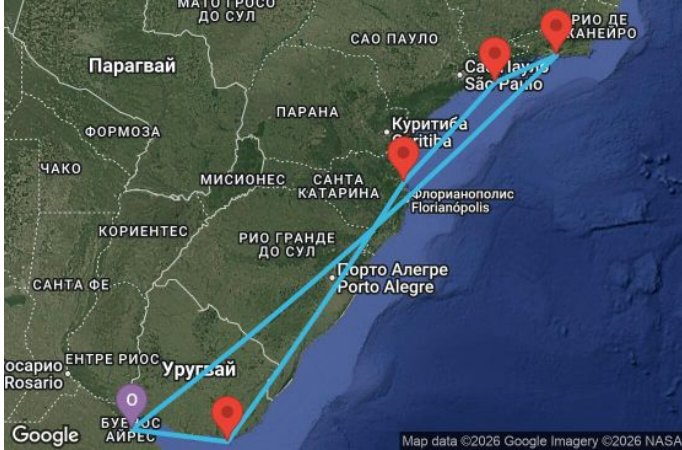 МАТО ГРОСО
ДО СУЛ
РИО ДЕ
ЖАНЕЙРО
САО ПАУЛО
Парагвай
Сао Пауло
São Paulo
ПАРАНА
Куритиба
Curitiba
ФОРМОЗА
ЧАКО
МИСИОНЕС
САНТА
КАТАРИНА
Флорианополис
Florianópolis
КОРИЕНТЕС
РИО ГРАНДЕ
ДО СУЛ
Порто Алегре
Porto Alegre
САНТА ФЕ
осарио
Rosario
ЕНТРЕ РИОС
Уругвай
O
БУЕНОС
АЙРЕС
Google
Map data ©2026 Google Imagery ©2026 NASA